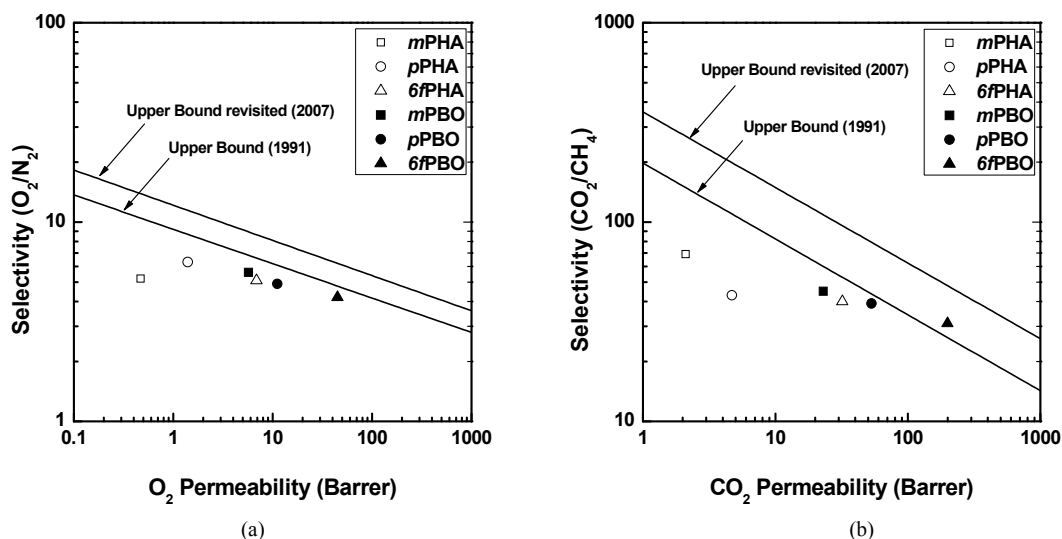 100
10
1
0.1
1
10
100
1000
Selectivity (O2/N2)
O2 Permeability (Barrer)
Upper Bound revisited (2007)
Upper Bound (1991)
mPHA
pPHA
6fPHA
mPBO
pPBO
6fPBO
(a)
1000
100
10
1
10
100
1000
Selectivity (CO2/CH4)
CO2 Permeability (Barrer)
Upper Bound revisited (2007)
Upper Bound (1991)
mPHA
pPHA
6fPHA
mPBO
pPBO
6fPBO
(b)